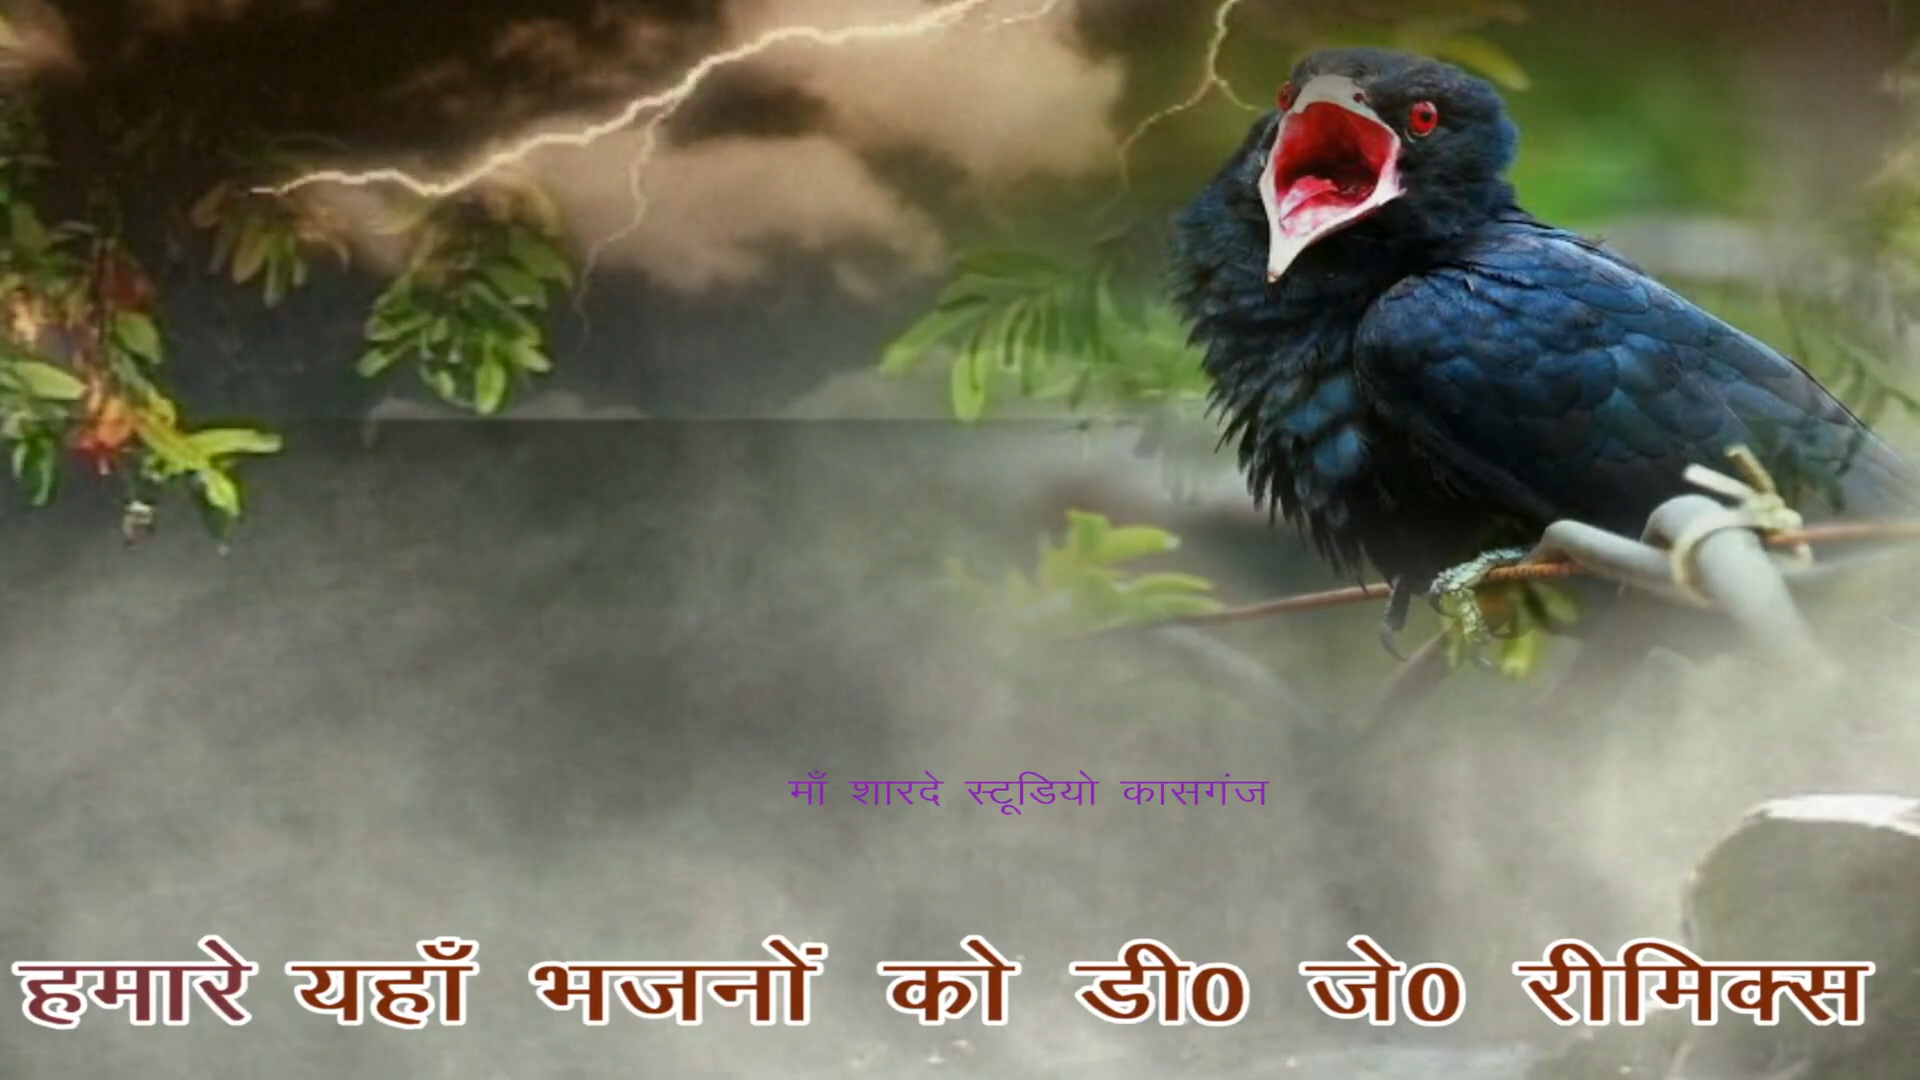 माँ शारदे स्टूडियो कासगंज
हमारे यहाँ भजनों को डी0 जे0 रीमिक्स